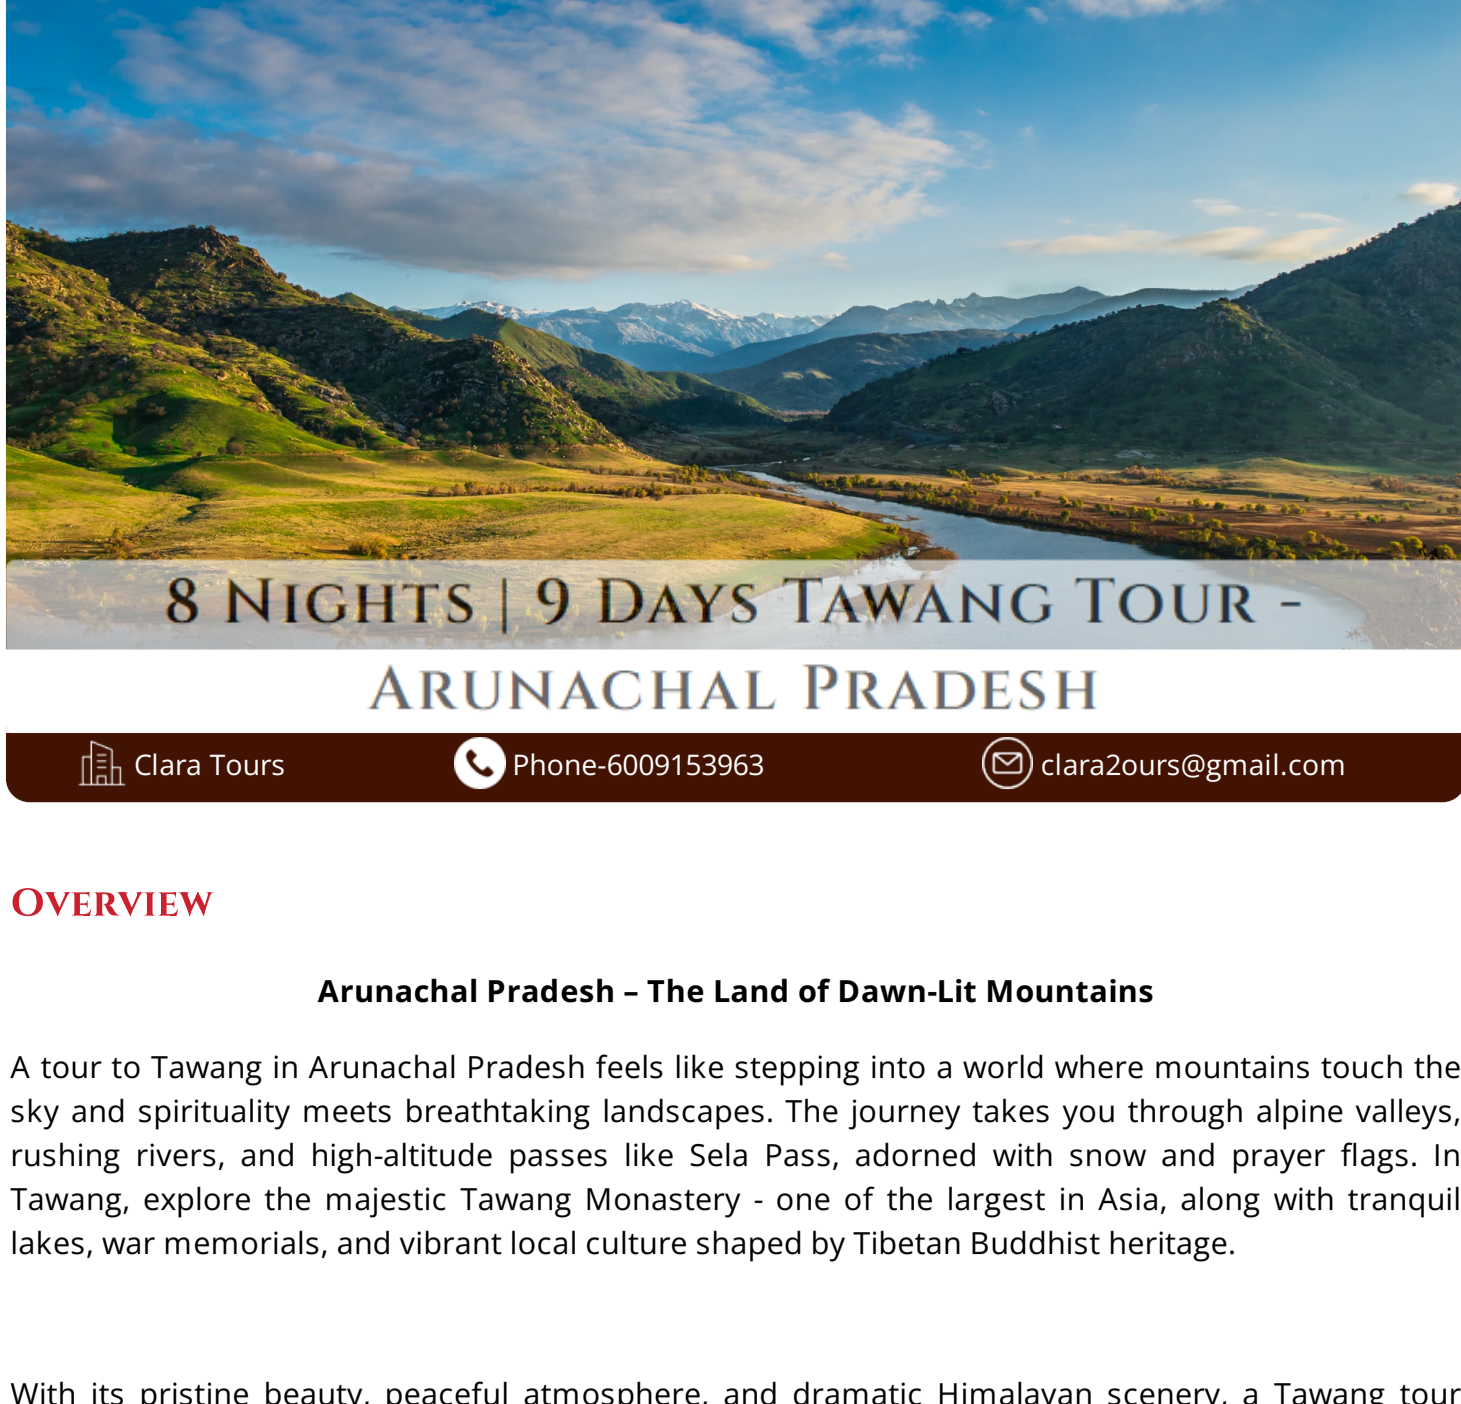 8 Nights | 9 Days Tawang Tour -
Arunachal Pradesh
Clara Tours
Phone-6009153963
clara2ours@gmail.com
Overview
Arunachal Pradesh – The Land of Dawn-Lit Mountains
A tour to Tawang in Arunachal Pradesh feels like stepping into a world where mountains touch the
sky and spirituality meets breathtaking landscapes. The journey takes you through alpine valleys,
rushing rivers, and high-altitude passes like Sela Pass, adorned with snow and prayer flags. In
Tawang, explore the majestic Tawang Monastery - one of the largest in Asia, along with tranquil
lakes, war memorials, and vibrant local culture shaped by Tibetan Buddhist heritage.
With its pristine beauty, peaceful atmosphere, and dramatic Himalayan scenery, a Tawang tour